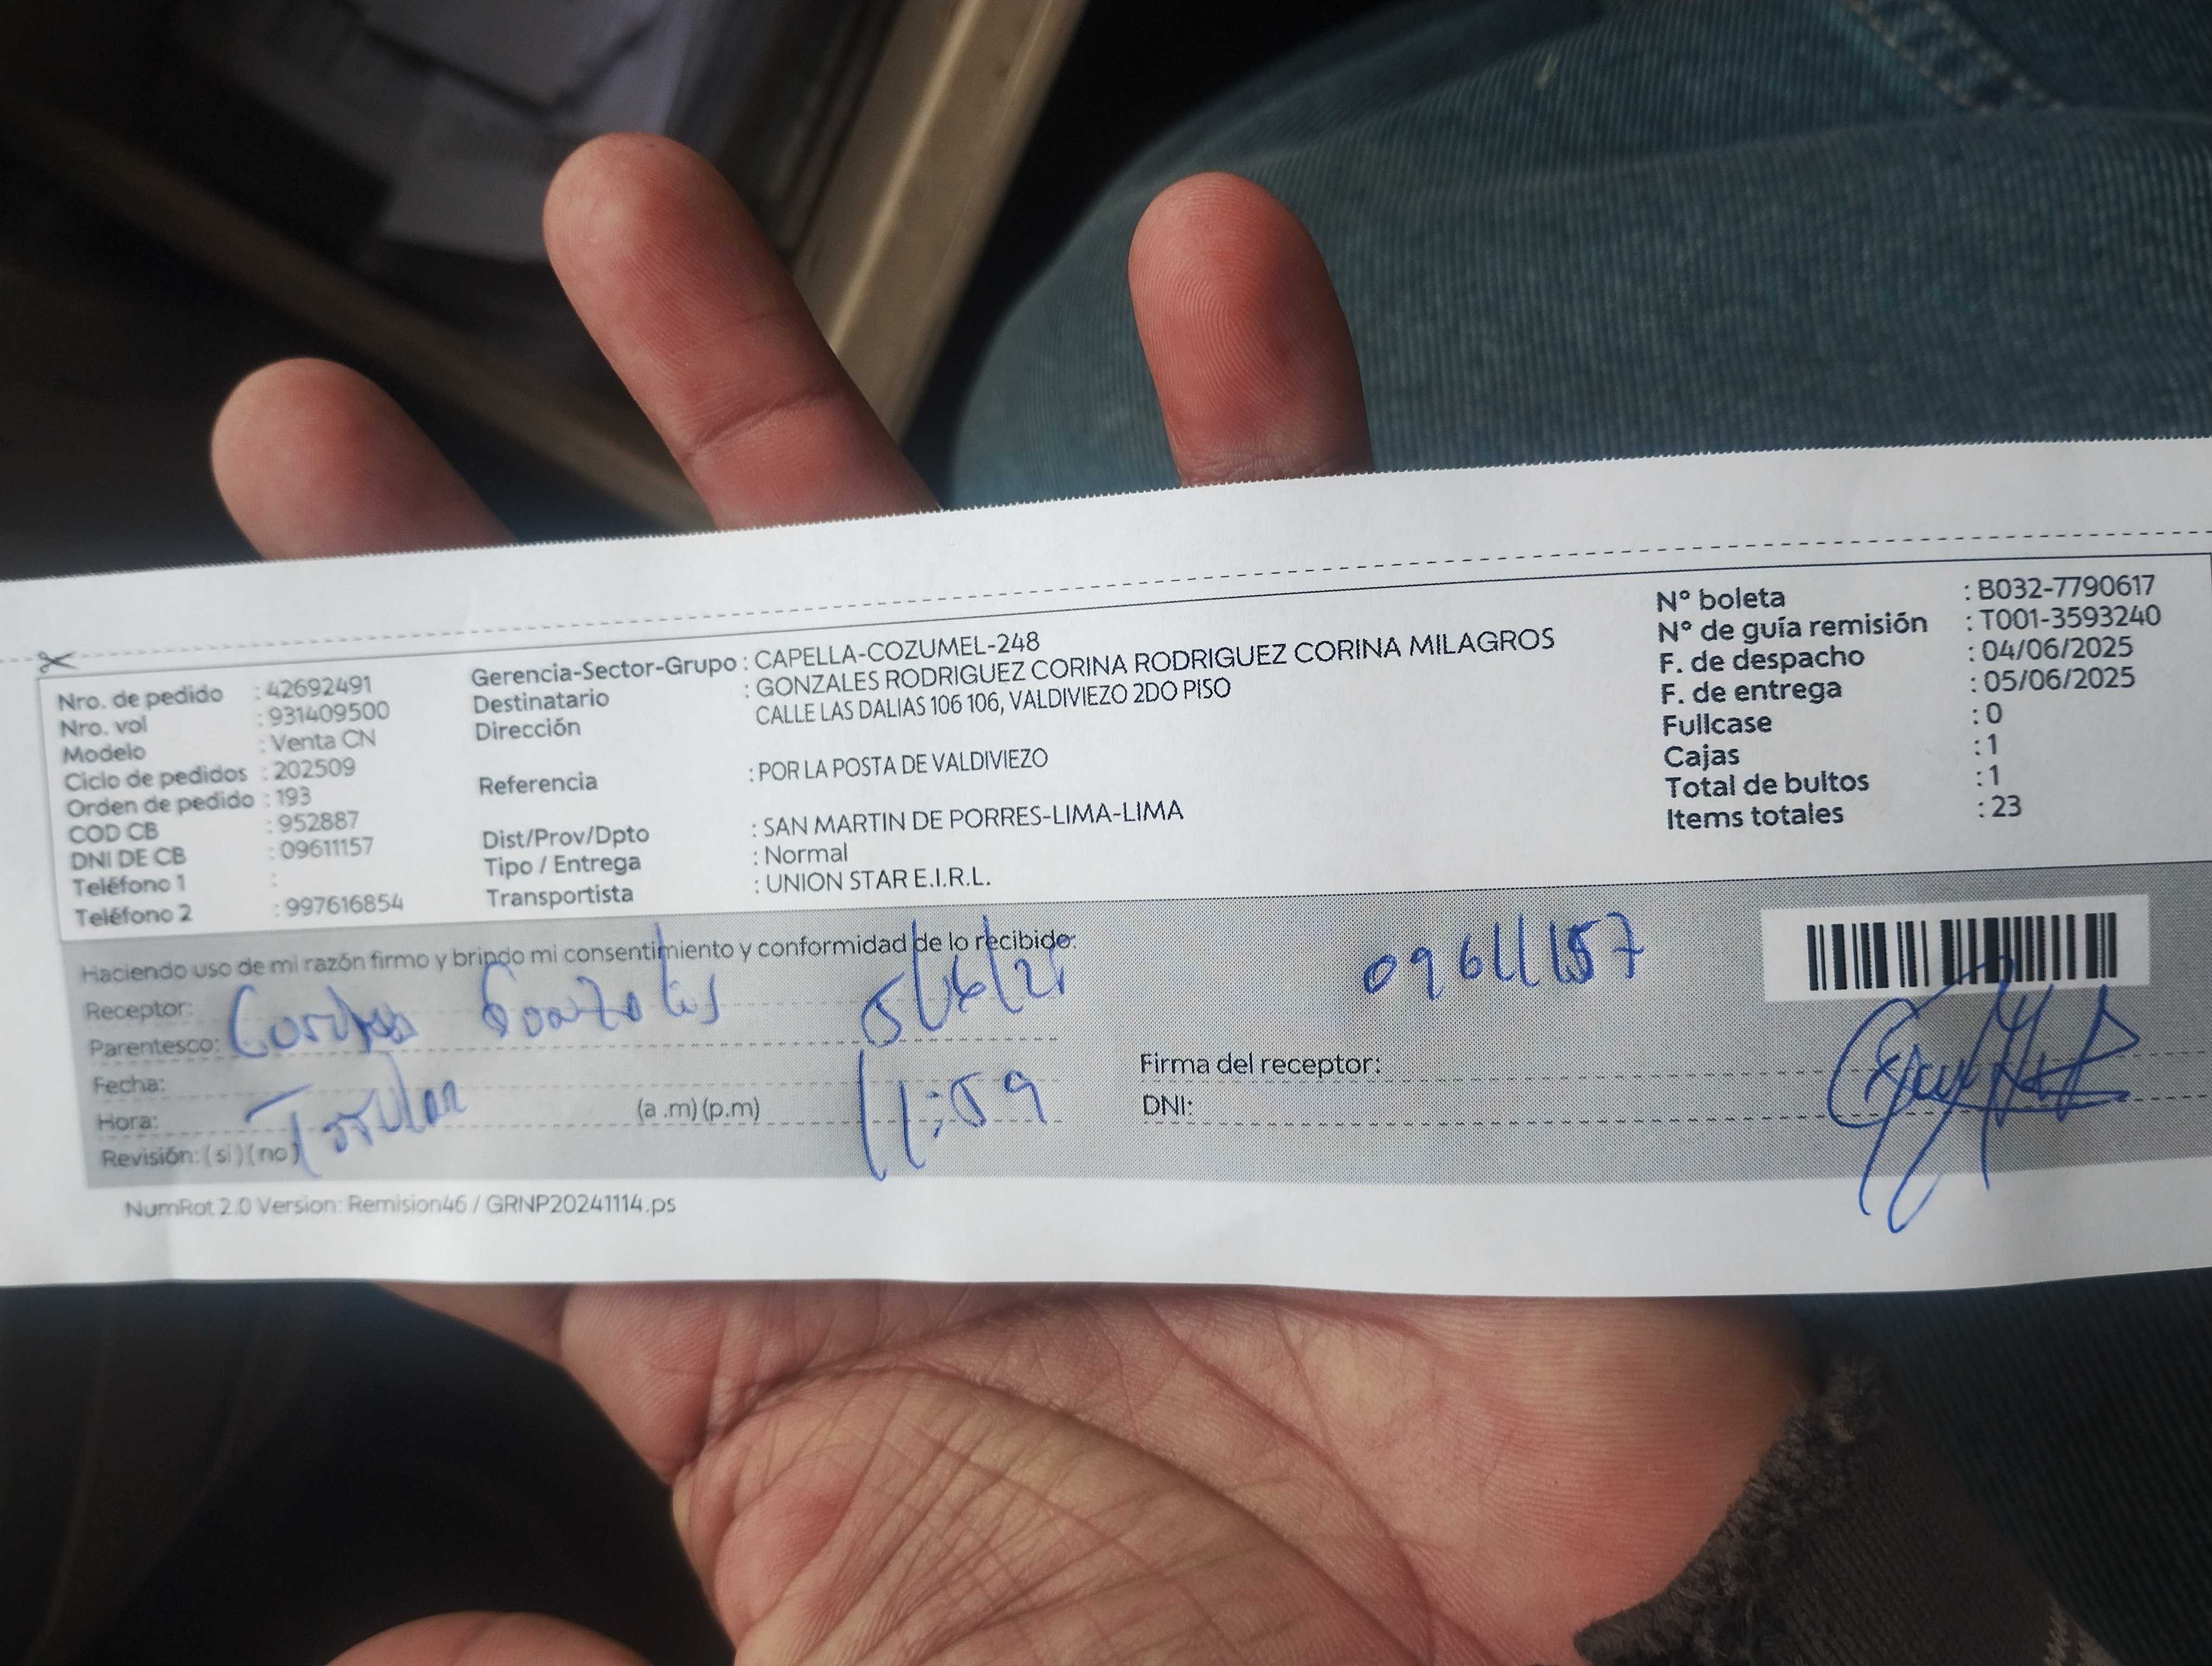 Nro. de pedido : 42692491
Nro. vol : 931409500
Modelo : Venta CN
Ciclo de pedidos : 202509
Orden de pedido : 193
COD CB : 952887
DNI DE CB : 09611157
Teléfono 1 :
Teléfono 2 : 997616854
Gerencia-Sector-Grupo : CAPELLA-COZUMEL-248
Destinatario : GONZALES RODRIGUEZ CORINA RODRIGUEZ CORINA MILAGROS
Dirección CALLE LAS DALIAS 106 106, VALDIVIEZO 2DO PISO
Referencia : POR LA POSTA DE VALDIVIEZO
Dist/Prov/Dpto : SAN MARTIN DE PORRES-LIMA-LIMA
Tipo / Entrega : Normal
Transportista : UNION STAR E.I.R.L.
N° boleta : B032-7790617
N° de guía remisión : T001-3593240
F. de despacho : 04/06/2025
F. de entrega : 05/06/2025
Fullcase : 0
Cajas : 1
Total de bultos : 1
Items totales : 23
Haciendo uso de mi razón firmo y brindo mi consentimiento y conformidad de lo recibido:
Receptor:
Parentesco: Corina Gonzales
Fecha:
Hora: (a .m) (p.m) 11:59
Revisión: (si) (no) Titular
09611157
Firma del receptor:
DNI:
NumRot 2.0 Version: Remision46 / GRNP20241114.ps